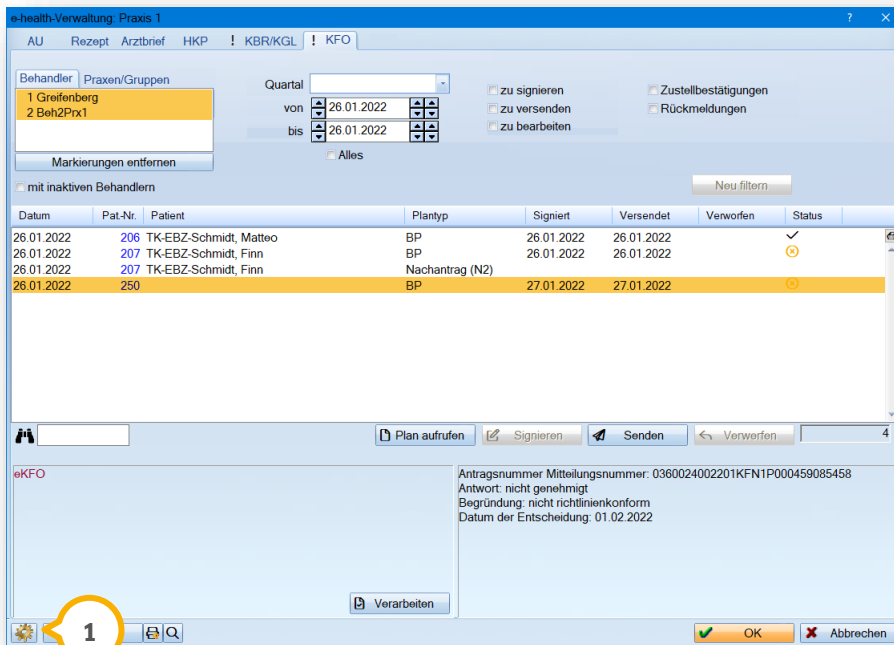 e-health-Verwaltung: Praxis 1 ? ×
AU Rezept Arztbrief HKP ! KBR/KGL ! KFO
Behandler Praxen/Gruppen
1 Greifenberg
2 Beh2Prx1
Markierungen entfernen
mit inaktiven Behandlern
Quartal
von 26.01.2022
bis 26.01.2022
Alles
zu signieren
zu versenden
zu bearbeiten
Zustellbestätigungen
Rückmeldungen
Neu filtern
Datum Pat.-Nr. Patient Plantyp Signiert Versendet Verworfen Status
26.01.2022 206 TK-EBZ-Schmidt, Matteo BP 26.01.2022 26.01.2022
26.01.2022 207 TK-EBZ-Schmidt, Finn BP 26.01.2022 26.01.2022
26.01.2022 207 TK-EBZ-Schmidt, Finn Nachantrag (N2)
26.01.2022 250 BP 27.01.2022 27.01.2022
Plan aufrufen Signieren Senden Verwerfen 4
eKFO
Verarbeiten
Antragsnummer Mitteilungsnummer: 0360024002201KFN1P000459085458
Antwort: nicht genehmigt
Begründung: nicht richtlinienkonform
Datum der Entscheidung: 01.02.2022
1
OK Abbrechen